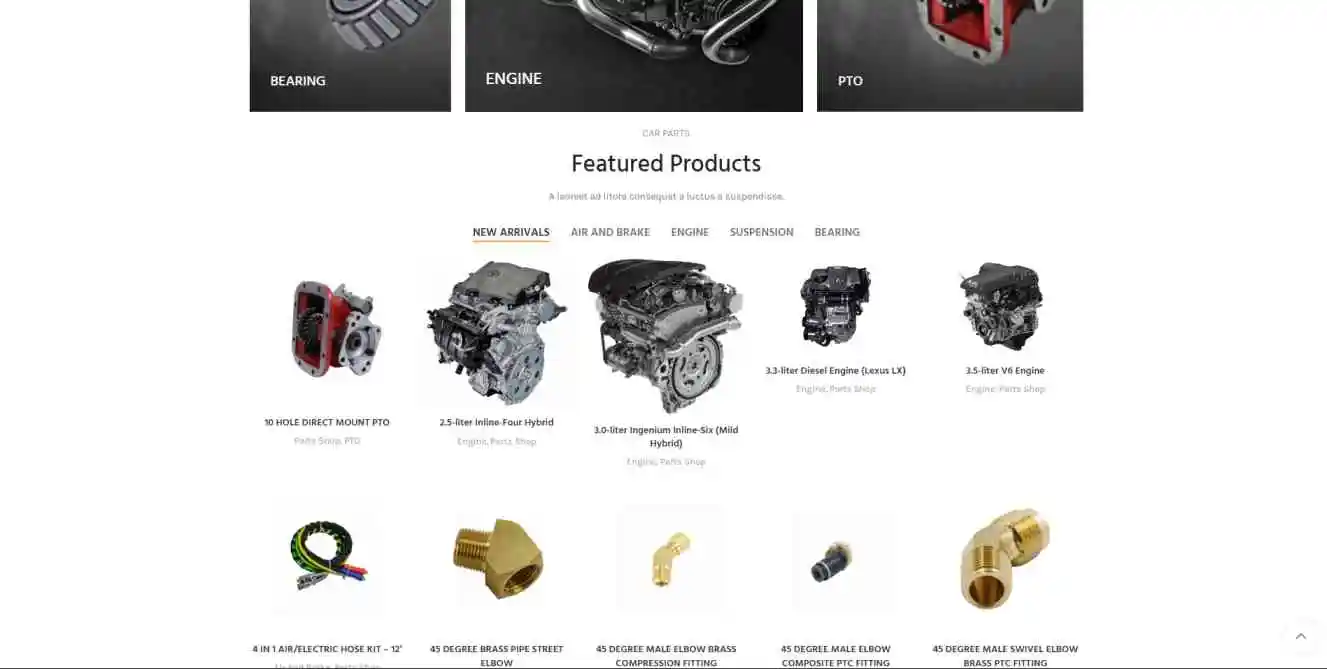 BEARING
ENGINE
PTO
CAR PARTS
Featured Products
A laoreet ad litora consequat a luctus a suspendisse.
NEW ARRIVALS AIR AND BRAKE ENGINE SUSPENSION BEARING
3.3-liter Diesel Engine (Lexus LX) 3.5-liter V6 Engine
Engine, Parts Shop Engine, Parts Shop
10 HOLE DIRECT MOUNT PTO 2.5-liter Inline-Four Hybrid
3.0-liter Ingenium Inline-Six (Mild
Hybrid)
Parts Shop, PTO Engine, Parts Shop
Engine, Parts Shop
4 IN 1 AIR/ELECTRIC HOSE KIT – 12' 45 DEGREE BRASS PIPE STREET 45 DEGREE MALE ELBOW BRASS 45 DEGREE MALE ELBOW 45 DEGREE MALE SWIVEL ELBOW
ELBOW COMPRESSION FITTING COMPOSITE PTC FITTING BRASS PTC FITTING
Air And Brake, Parts Shop